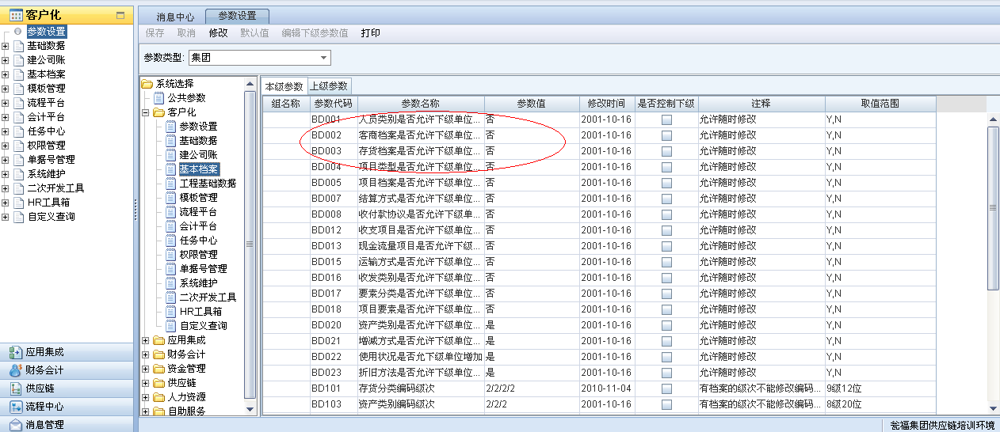 客户化
参数设置
基础数据
建公司账
基本档案
模板管理
流程平台
会计平台
任务中心
权限管理
单据号管理
系统维护
二次开发工具
HR工具箱
自定义查询
应用集成
财务会计
供应链
流程中心
消息管理
消息中心 参数设置
保存 取消 修改 默认值 编辑下级参数值 打印
参数类型: 集团
系统选择
公共参数
客户化
参数设置
基础数据
建公司账
基本档案
工程基础数据
模板管理
流程平台
会计平台
任务中心
权限管理
单据号管理
系统维护
二次开发工具
HR工具箱
自定义查询
应用集成
财务会计
资金管理
供应链
人力资源
自助服务
本级参数 上级参数
组名称 参数代码 参数名称 参数值 修改时间 是否控制下级 注释 取值范围
BD001 人员类别是否允许下级单位... 否 2001-10-16 允许随时修改 Y,N
BD002 客商档案是否允许下级单位... 否 2001-10-16 允许随时修改 Y,N
BD003 存货档案是否允许下级单位... 否 2001-10-16 允许随时修改 Y,N
BD004 项目类型是否允许下级单位... 否 2001-10-16 允许随时修改 Y,N
BD005 项目档案是否允许下级单位... 否 2001-10-16 允许随时修改 Y,N
BD007 结算方式是否允许下级单位... 否 2001-10-16 允许随时修改 Y,N
BD008 收付款协议是否允许下级单... 否 2001-10-16 允许随时修改 Y,N
BD012 收支项目是否允许下级单位... 否 2001-10-16 允许随时修改 Y,N
BD013 现金流量项目是否允许下级... 否 2001-10-16 允许随时修改 Y,N
BD015 运输方式是否允许下级单位... 否 2001-10-16 允许随时修改 Y,N
BD016 收发类别是否允许下级单位... 否 2001-10-16 允许随时修改 Y,N
BD017 要素分类是否允许下级单位... 否 2001-10-16 允许随时修改 Y,N
BD018 项目要素是否允许下级单位... 否 2001-10-16 允许随时修改 Y,N
BD020 资产类别是否允许下级单位... 是 2001-10-16 允许随时修改 Y,N
BD021 增减方式是否允许下级单位... 是 2001-10-16 允许随时修改 Y,N
BD022 使用状况是否允下级单位增加 是 2001-10-16 允许随时修改 Y,N
BD023 折旧方法是否允许下级单位... 是 2001-10-16 允许随时修改 Y,N
BD101 存货分类编码级次 2/2/2/2 2010-11-04 有档案的级次不能修改编码... 9级12位
BD103 资产类别编码级次 2/2/2 2001-10-16 有档案的级次不能修改编码... 8级20位
瓮福集团供应链培训环境